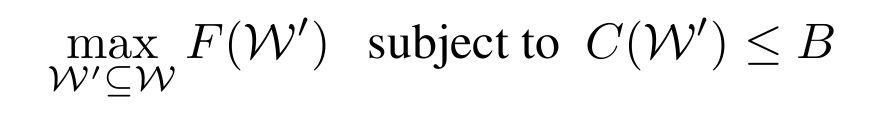 max F(𝒲′) subject to C(𝒲′) ≤ B
𝒲′⊆𝒲